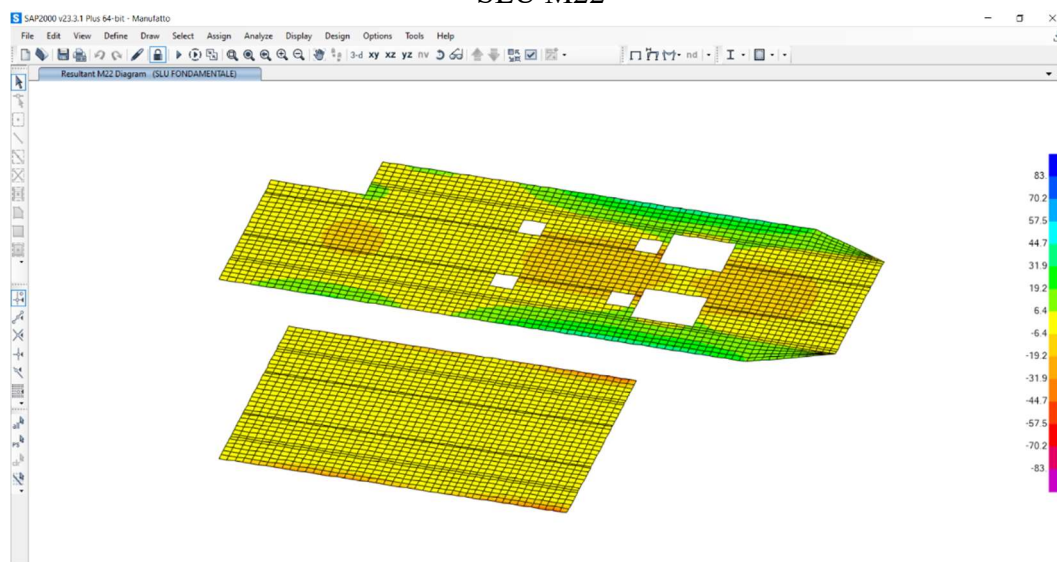 SLU M22
SAP2000 v23.3.1 Plus 64-bit - Manufatto
File Edit View Define Draw Select Assign Analyze Display Design Options Tools Help
3-d xy xz yz nv nd
Resultant M22 Diagram (SLU FONDAMENTALE)
83.
70.2
57.5
44.7
31.9
19.2
6.4
-6.4
-19.2
-31.9
-44.7
-57.5
-70.2
-83.
all